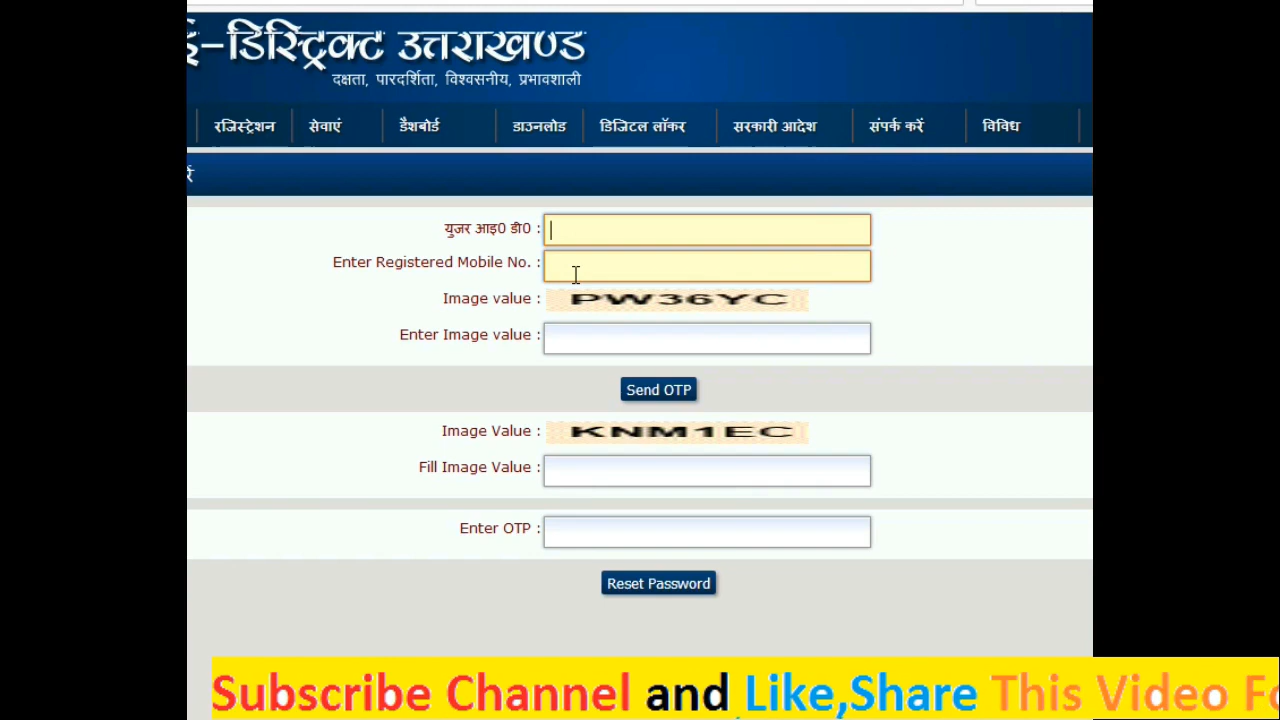 ई-डिस्ट्रिक्ट उत्तराखण्ड
दक्षता, पारदर्शिता, विश्वसनीय, प्रभावशाली
रजिस्ट्रेशन सेवाएं डैशबोर्ड डाउनलोड डिजिटल लॉकर सरकारी आदेश संपर्क करें विविध
युजर आइ0 डी0 :
Enter Registered Mobile No. :
Image value : PW36YC
Enter Image value :
Send OTP
Image Value : KNM1EC
Fill Image Value :
Enter OTP :
Reset Password
Subscribe Channel and Like,Share This Video Fo